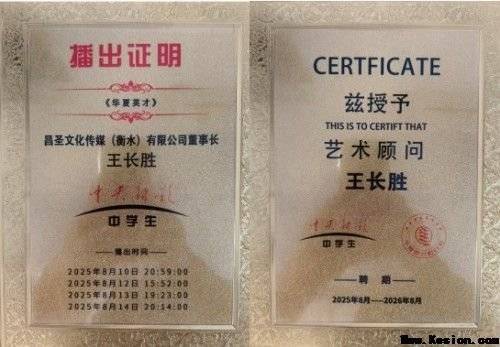 播出证明
《华夏英才》
昌圣文化传媒（衡水）有限公司董事长
王长胜
中学生
播出时间
2025年8月10日 20:59:00
2025年8月12日 15:52:00
2025年8月13日 19:23:00
2025年8月14日 20:14:00
CERTFICATE
兹授予
THIS IS TO CERTIFT THAT
艺术顾问
王长胜
中学生
聘期
2025年8月——2026年8月
Www.Kesion.com